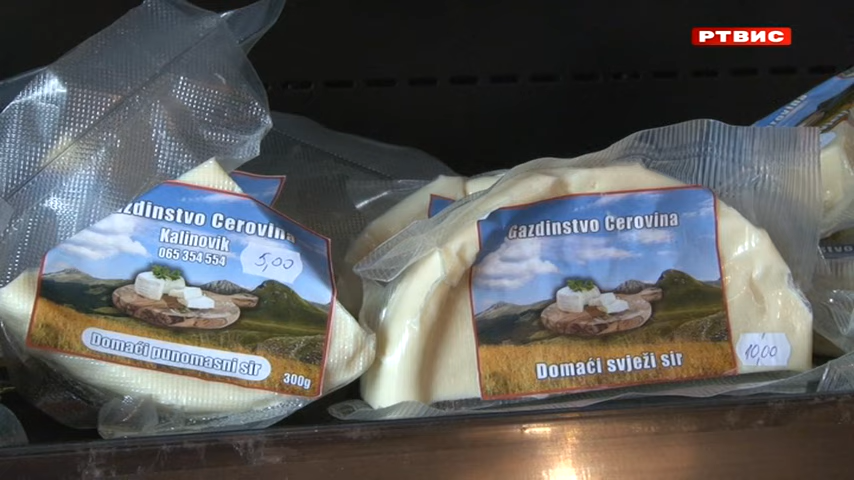 РТВИС
Gazdinstvo Cerovina
Kalinovik
065 354 554
5,00
Domaći punomasni sir
300g
Gazdinstvo Cerovina
Domaći svježi sir
10,00